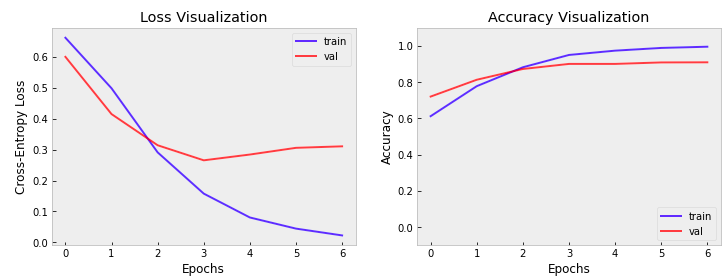 Loss Visualization
Cross-Entropy Loss
0.6
0.5
0.4
0.3
0.2
0.1
0.0
train
val
0 1 2 3 4 5 6
Epochs
Accuracy Visualization
Accuracy
1.0
0.8
0.6
0.4
0.2
0.0
train
val
0 1 2 3 4 5 6
Epochs